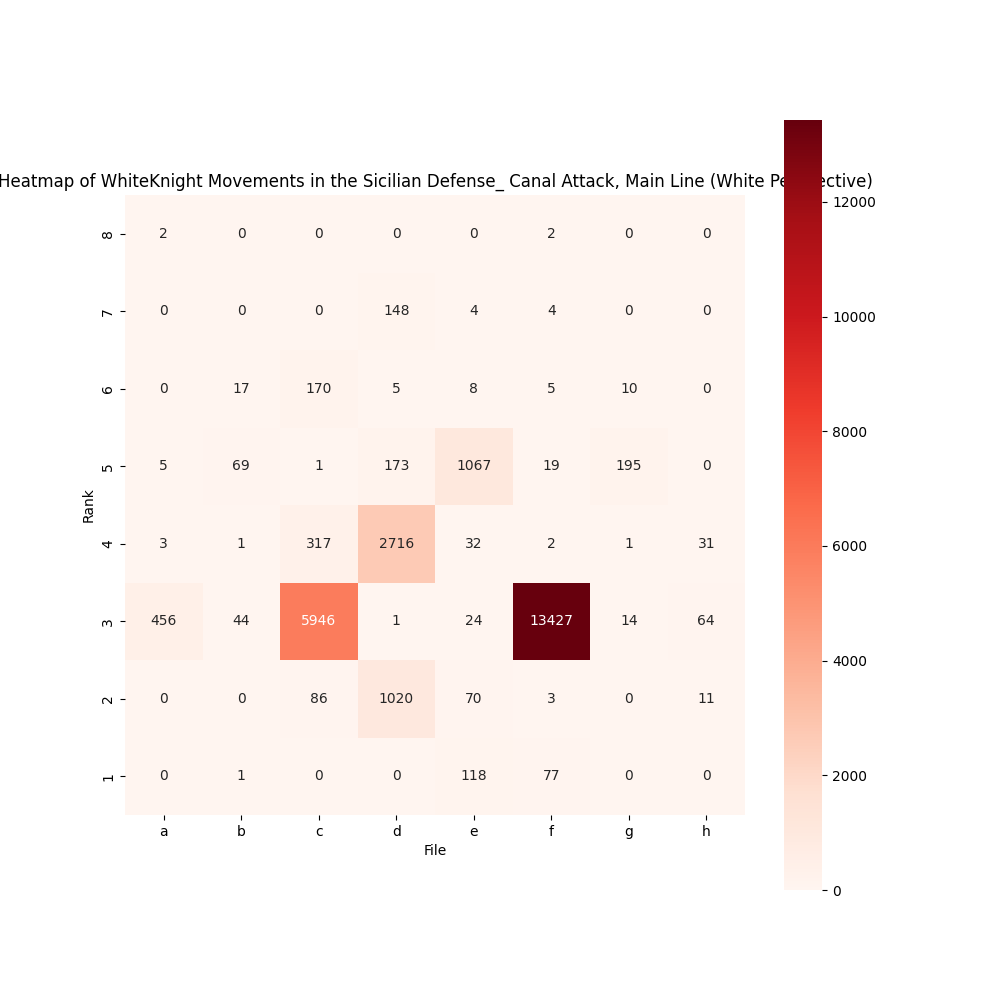 Heatmap of WhiteKnight Movements in the Sicilian Defense_ Canal Attack, Main Line (White Pe ective)
12000
10000
8000
6000
4000
2000
0
8 2 0 0 0 0 2 0 0
7 0 0 0 148 4 4 0 0
6 0 17 170 5 8 5 10 0
5 5 69 1 173 1067 19 195 0
Rank
4 3 1 317 2716 32 2 1 31
3 456 44 5946 1 24 13427 14 64
2 0 0 86 1020 70 3 0 11
1 0 1 0 0 118 77 0 0
a b c d e f g h
File